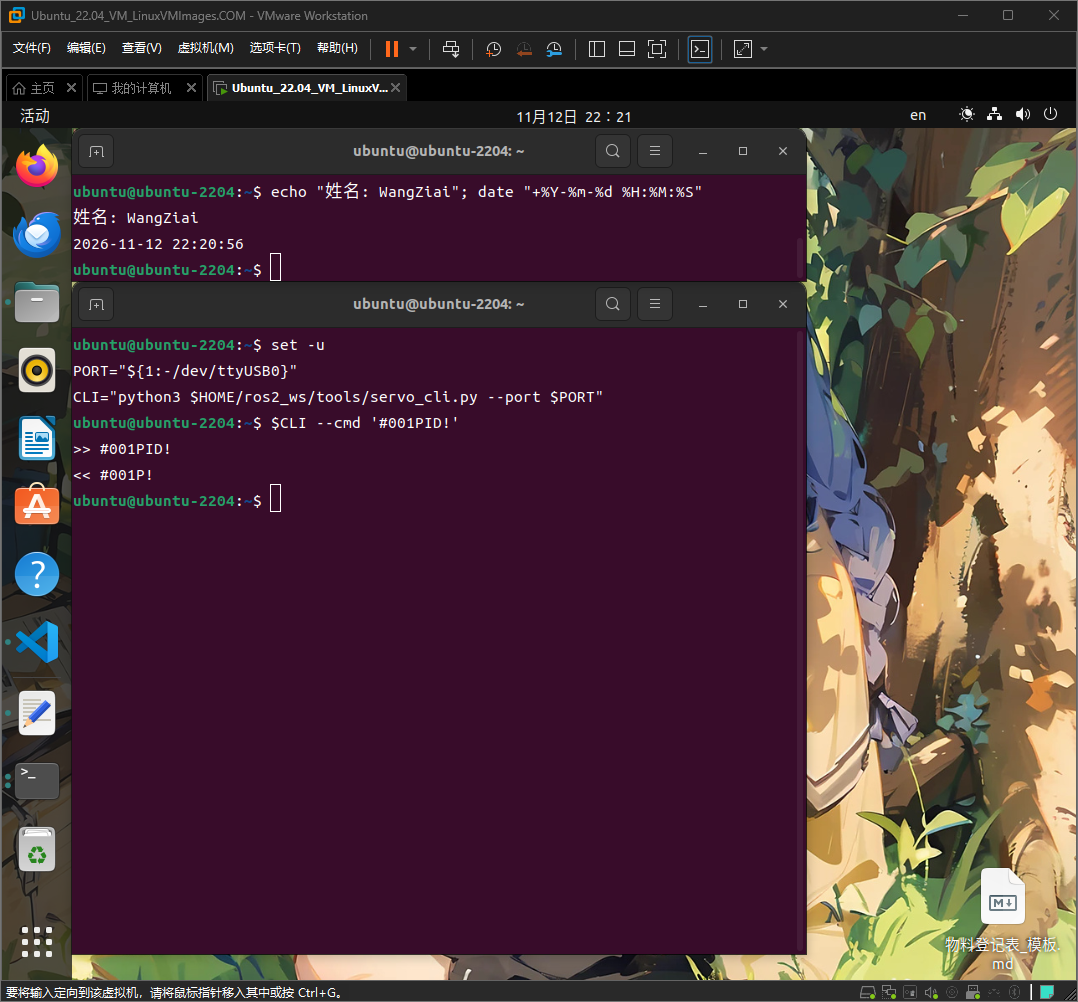 Ubuntu_22.04_VM_LinuxVMImages.COM - VMware Workstation
文件(F) 编辑(E) 查看(V) 虚拟机(M) 选项卡(T) 帮助(H)
主页 我的计算机 Ubuntu_22.04_VM_LinuxV...
活动 11月12日 22：21 en
ubuntu@ubuntu-2204: ~
ubuntu@ubuntu-2204:~$ echo "姓名: WangZiai"; date "+%Y-%m-%d %H:%M:%S"
姓名: WangZiai
2026-11-12 22:20:56
ubuntu@ubuntu-2204:~$
ubuntu@ubuntu-2204: ~
ubuntu@ubuntu-2204:~$ set -u
PORT="${1:-/dev/ttyUSB0}"
CLI="python3 $HOME/ros2_ws/tools/servo_cli.py --port $PORT"
ubuntu@ubuntu-2204:~$ $CLI --cmd '#001PID!'
>> #001PID!
<< #001P!
ubuntu@ubuntu-2204:~$
物料登记表_模板.
md
要将输入定向到该虚拟机，请将鼠标指针移入其中或按 Ctrl+G。